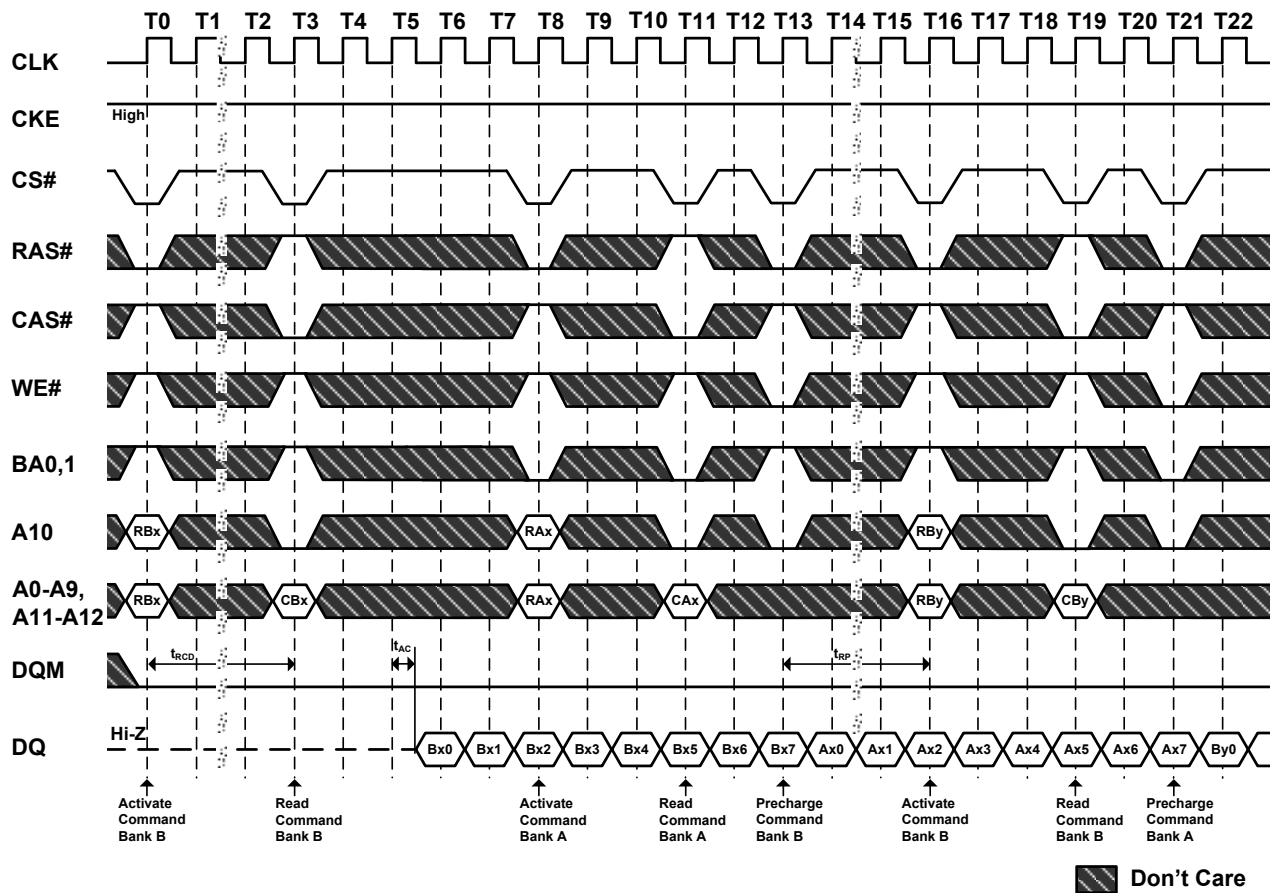 T0 T1 T2 T3 T4 T5 T6 T7 T8 T9 T10 T11 T12 T13 T14 T15 T16 T17 T18 T19 T20 T21 T22
CLK
CKE
High
CS#
RAS#
CAS#
WE#
BA0,1
A10
RBx RAx RBy
A0-A9,
A11-A12
RBx CBx RAx CAx RBy CBy
DQM
tRCD tAC tRP
DQ
Hi-Z
Bx0 Bx1 Bx2 Bx3 Bx4 Bx5 Bx6 Bx7 Ax0 Ax1 Ax2 Ax3 Ax4 Ax5 Ax6 Ax7 By0
Activate
Command
Bank B
Read
Command
Bank B
Activate
Command
Bank A
Read
Command
Bank A
Precharge
Command
Bank B
Activate
Command
Bank B
Read
Command
Bank B
Precharge
Command
Bank A
Don't Care